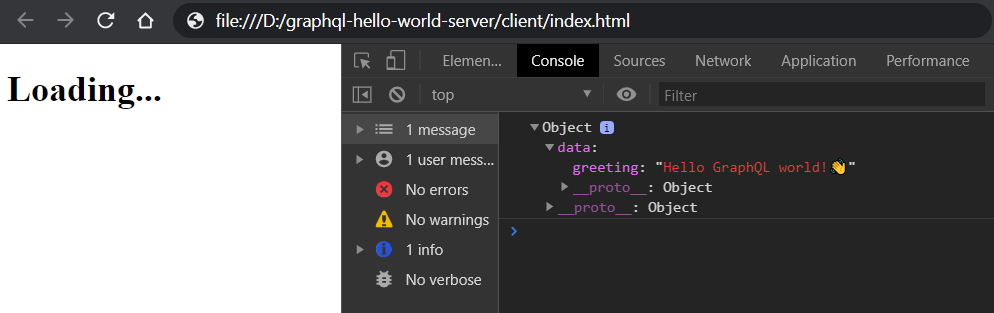 file:///D:/graphql-hello-world-server/client/index.html
Loading...
Elemen... Console Sources Network Application Performance
top Filter
1 message
1 user mess...
No errors
No warnings
1 info
No verbose
Object i
data:
greeting: "Hello GraphQL world!👋"
__proto__: Object
__proto__: Object